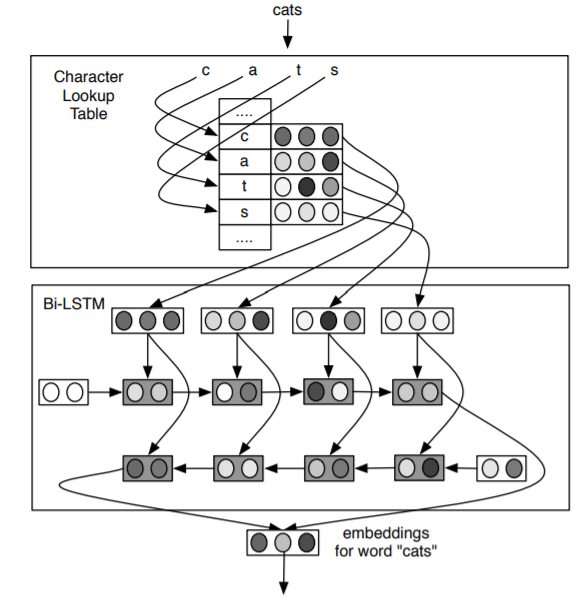 cats
Character
Lookup
Table
c a t s
....
c
a
t
s
....
Bi-LSTM
embeddings
for word "cats"